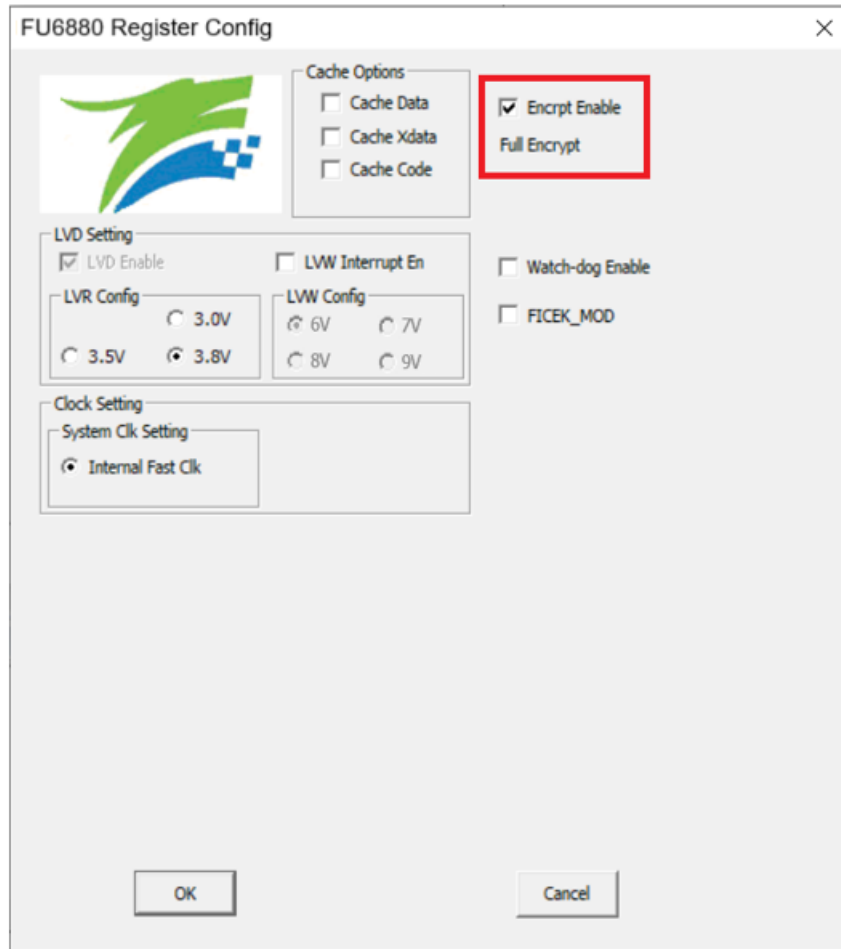 FU6880 Register Config
Cache Options
Cache Data
Cache Xdata
Cache Code
Encrpt Enable
Full Encrypt
LVD Setting
LVD Enable
LVW Interrupt En
LVR Config
3.0V
3.5V
3.8V
LVW Config
6V
7V
8V
9V
Watch-dog Enable
FICEK_MOD
Clock Setting
System Clk Setting
Internal Fast Clk
OK
Cancel